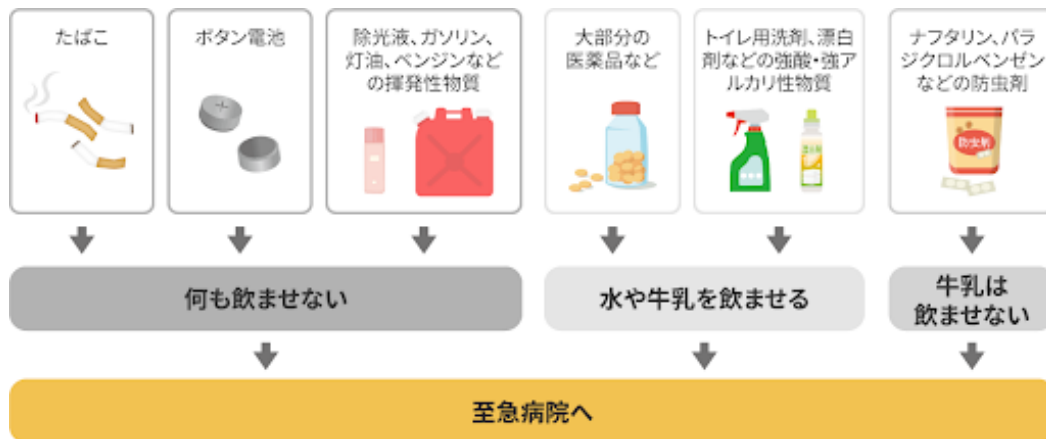 たばこ
ボタン電池
除光液、ガソリン、
灯油、ベンジンなど
の揮発性物質
大部分の
医薬品など
トイレ用洗剤、漂白
剤などの強酸・強ア
ルカリ性物質
ナフタリン、パラ
ジクロルベンゼン
などの防虫剤
防虫剤
何も飲ませない
水や牛乳を飲ませる
牛乳は
飲ませない
至急病院へ